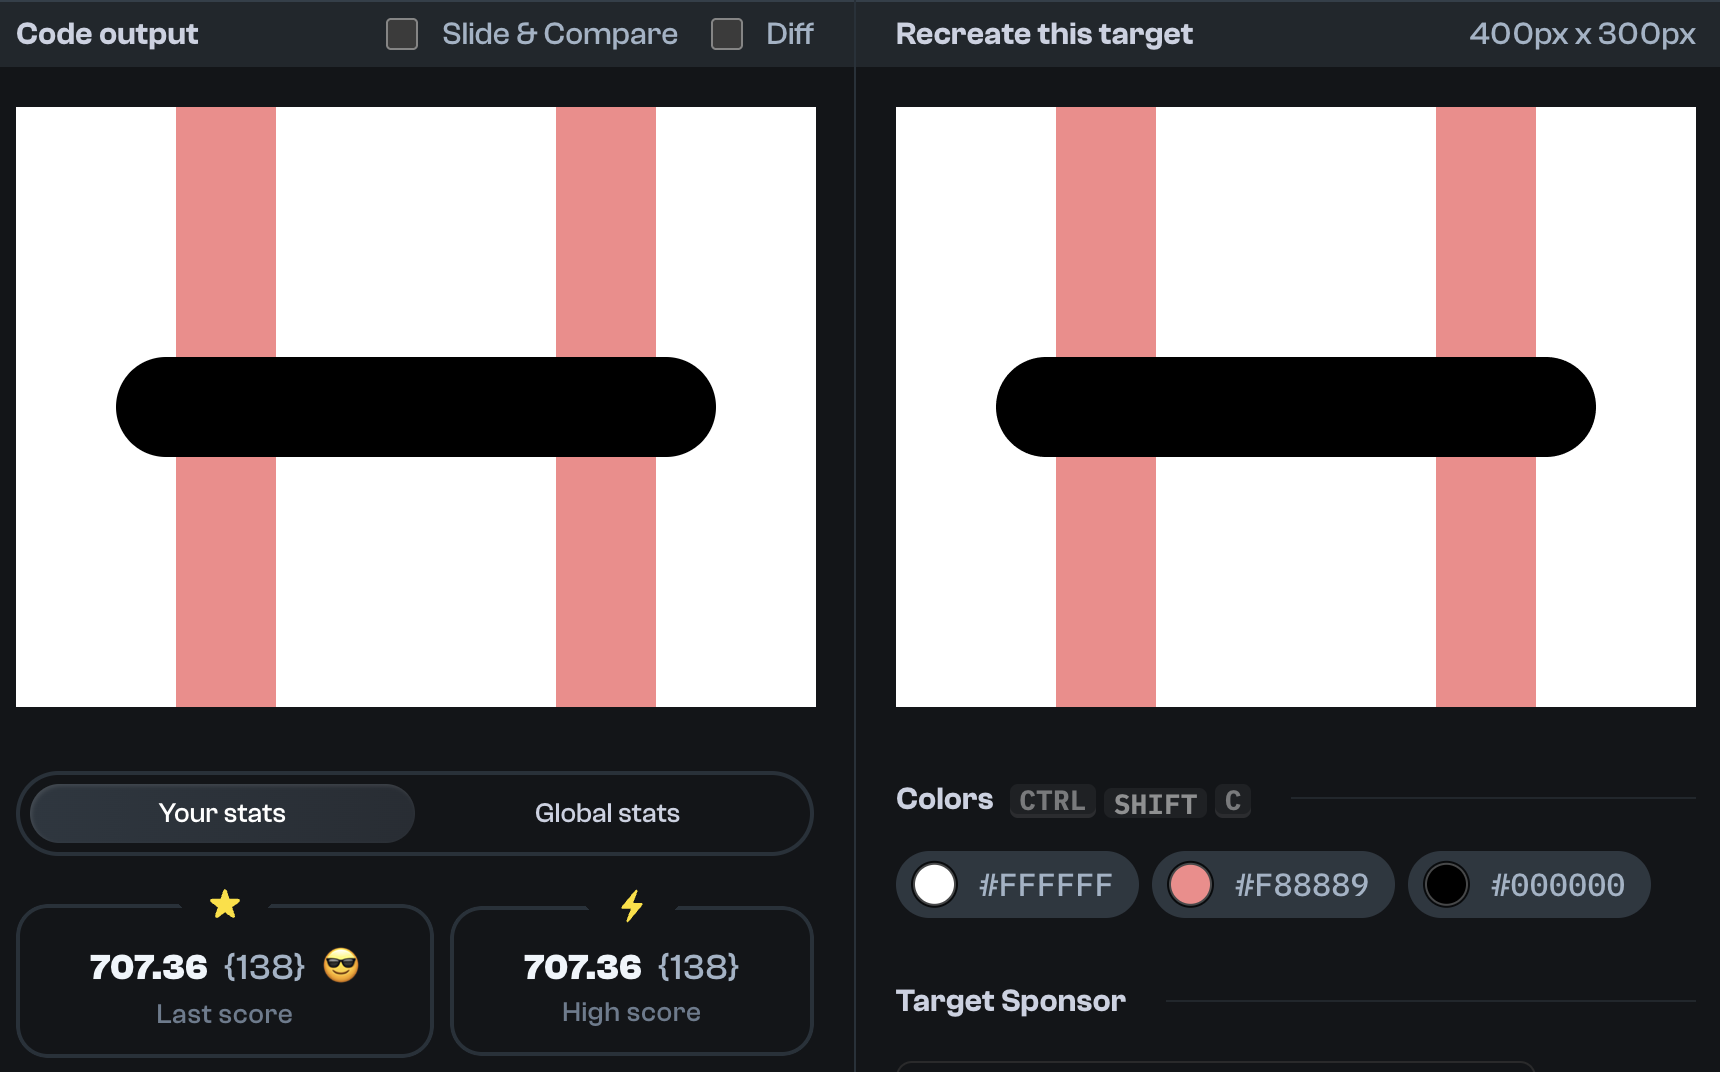 Code output
Slide & Compare
Diff
Recreate this target
400px x 300px
Your stats
Global stats
707.36 {138}
Last score
707.36 {138}
High score
Colors CTRL SHIFT C
#FFFFFF
#F88889
#000000
Target Sponsor